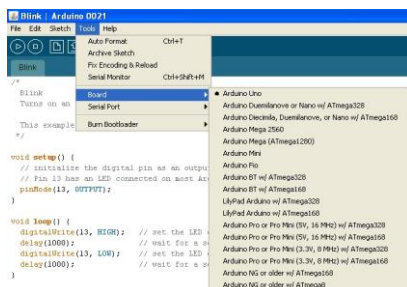 Blink | Arduino 0021
File Edit Sketch Tools Help
Auto Format Ctrl+T
Archive Sketch
Fix Encoding & Reload
Serial Monitor Ctrl+Shift+M
Board
Serial Port
Burn Bootloader
Arduino Uno
Arduino Duemilanove or Nano w/ ATmega328
Arduino Diecimila, Duemilanove, or Nano w/ ATmega168
Arduino Mega 2560
Arduino Mega (ATmega1280)
Arduino Mini
Arduino Fio
Arduino BT w/ ATmega328
Arduino BT w/ ATmega168
LilyPad Arduino w/ ATmega328
LilyPad Arduino w/ ATmega168
Arduino Pro or Pro Mini (5V, 16 MHz) w/ ATmega328
Arduino Pro or Pro Mini (5V, 16 MHz) w/ ATmega168
Arduino Pro or Pro Mini (3.3V, 8 MHz) w/ ATmega328
Arduino Pro or Pro Mini (3.3V, 8 MHz) w/ ATmega168
Arduino NG or older w/ ATmega168
Arduino NG or older w/ ATmega8
Blink
/*
Blink
Turns on an
This example
*/
void setup() {
// initialize the digital pin as an outpu
// Pin 13 has an LED connected on most Ar
pinMode(13, OUTPUT);
}
void loop() {
digitalWrite(13, HIGH); // set the LED
delay(1000); // wait for a se
digitalWrite(13, LOW); // set the LED
delay(1000); // wait for a se
}